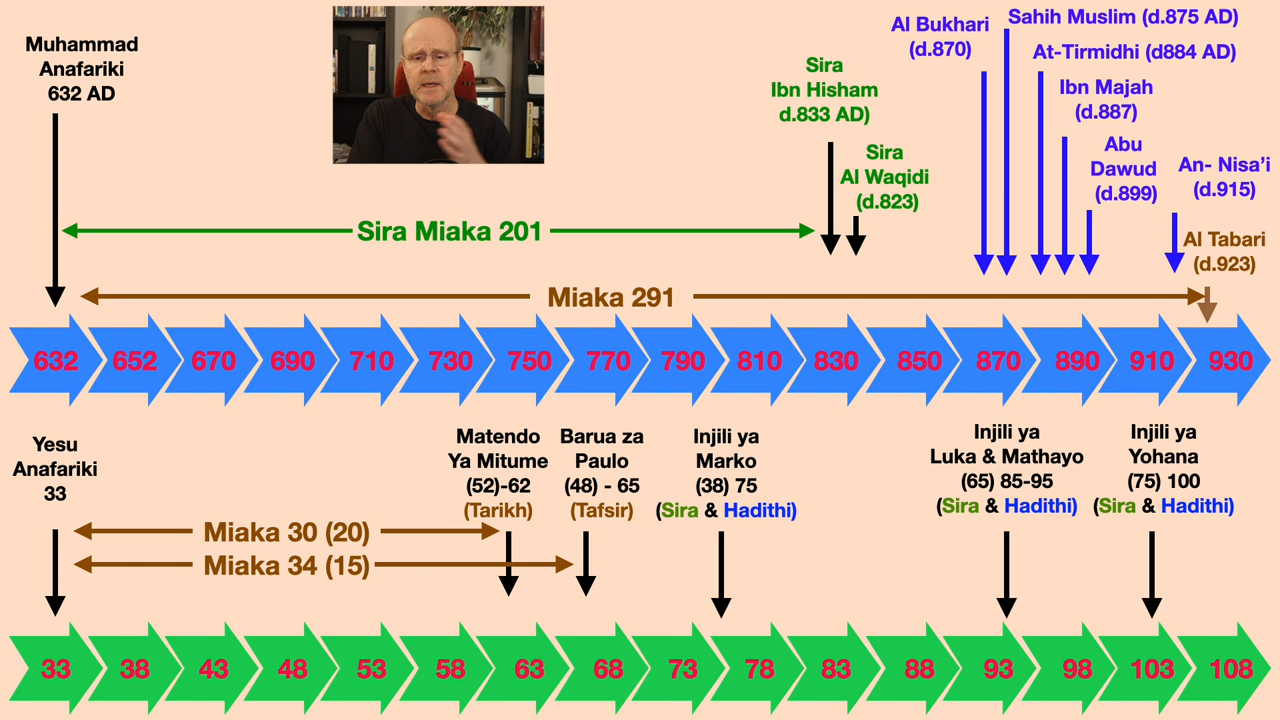 Muhammad
Anafariki
632 AD
Sira
Ibn Hisham
d.833 AD)
Sira
Al Waqidi
(d.823)
Al Bukhari
(d.870)
Sahih Muslim (d.875 AD)
At-Tirmidhi (d884 AD)
Ibn Majah
(d.887)
Abu
Dawud
(d.899)
An- Nisa’i
(d.915)
Al Tabari
(d.923)
Sira Miaka 201
Miaka 291
632 652 670 690 710 730 750 770 790 810 830 850 870 890 910 930
Yesu
Anafariki
33
Matendo
Ya Mitume
(52)-62
(Tarikh)
Barua za
Paulo
(48) - 65
(Tafsir)
Injili ya
Marko
(38) 75
(Sira & Hadithi)
Injili ya
Luka & Mathayo
(65) 85-95
(Sira & Hadithi)
Injili ya
Yohana
(75) 100
(Sira & Hadithi)
Miaka 30 (20)
Miaka 34 (15)
33 38 43 48 53 58 63 68 73 78 83 88 93 98 103 108